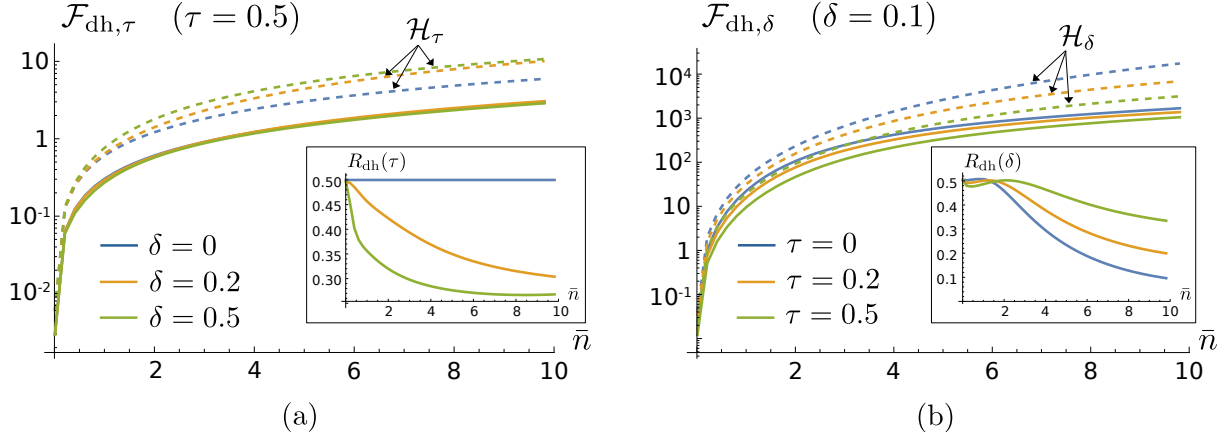 𝓕_dh,τ (τ = 0.5)
𝓗_τ
10
1
10^-1
10^-2
R_dh(τ)
0.50
0.45
0.40
0.35
0.30
0 2 4 6 8 10
n̄
δ = 0
δ = 0.2
δ = 0.5
n̄
2 4 6 8 10
(a)
𝓕_dh,δ (δ = 0.1)
𝓗_δ
10^4
10^3
10^2
10
1
10^-1
R_dh(δ)
0.5
0.4
0.3
0.2
0.1
0 2 4 6 8 10
n̄
τ = 0
τ = 0.2
τ = 0.5
n̄
2 4 6 8 10
(b)